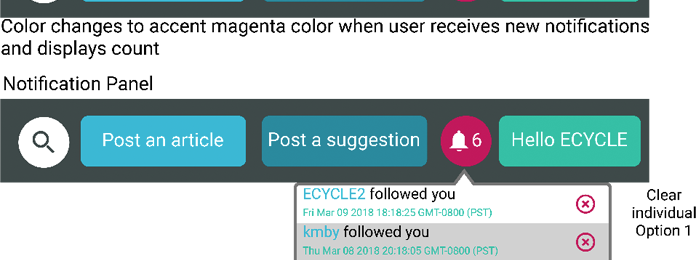 Color changes to accent magenta color when user receives new notifications
and displays count
Notification Panel
Post an article
Post a suggestion
6
Hello ECYCLE
ECYCLE2 followed you
Fri Mar 09 2018 18:18:25 GMT-0800 (PST)
kmby followed you
Thu Mar 08 2018 20:18:05 GMT-0800 (PST)
Clear
individual
Option 1